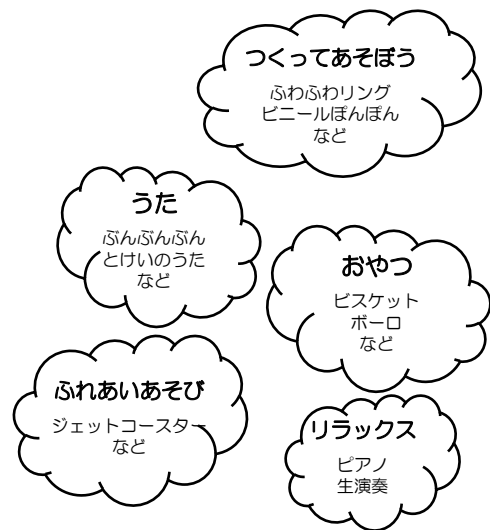 つくってあそぼう
ふわふわリング
ビニールぽんぽん
など
うた
ぶんぶんぶん
とけいのうた
など
おやつ
ビスケット
ボーロ
など
ふれあいあそび
ジェットコースター
など
リラックス
ピアノ
生演奏